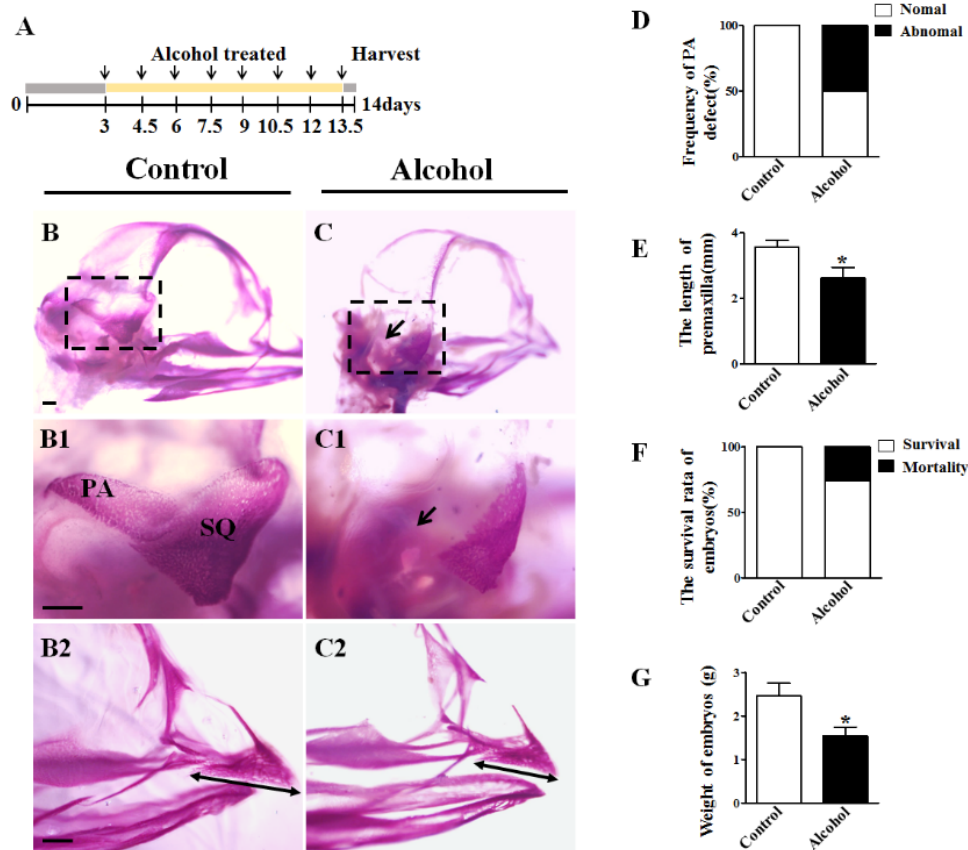 A
Alcohol treated
Harvest
0
14days
3 4.5 6 7.5 9 10.5 12 13.5
Control
Alcohol
B
C
B1
PA
SQ
C1
B2
C2
D
Nomal
Abnomal
Frequency of PA
defect(%)
100
50
0
Control
Alcohol
E
The length of
premaxilla(mm)
4
2
0
*
Control
Alcohol
F
Survival
Mortality
The survival rata of
embryos(%)
100
50
0
Control
Alcohol
G
Weight of embryos (g)
3
2
1
0
*
Control
Alcohol